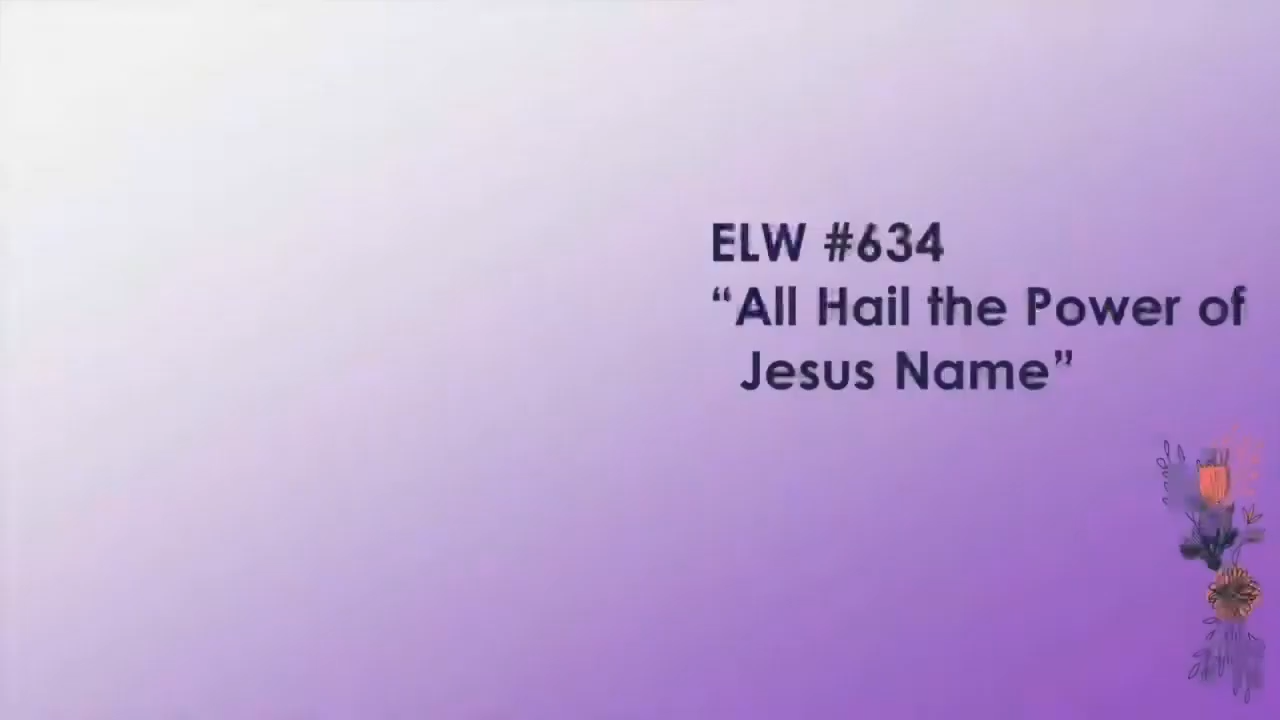 ELW #634
“All Hail the Power of
Jesus Name”